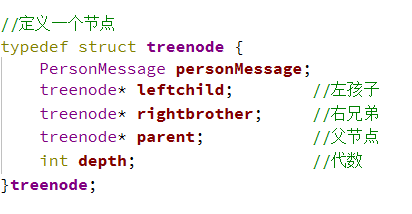 //定义一个节点
typedef struct treenode {
    PersonMessage personMessage;
    treenode* leftchild;        //左孩子
    treenode* rightbrother;     //右兄弟
    treenode* parent;           //父节点
    int depth;                  //代数
}treenode;